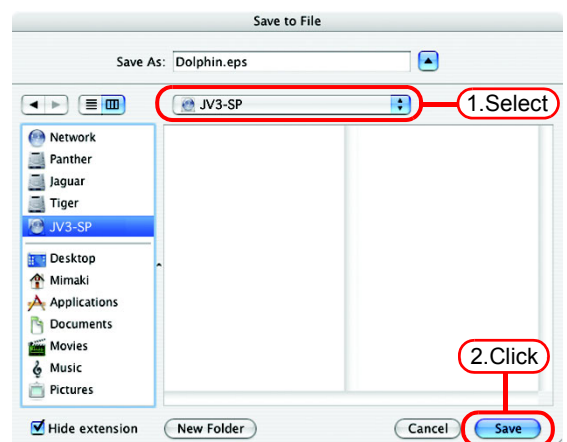 Save to File
Save As: Dolphin.eps
JV3-SP
1.Select
Network
Panther
Jaguar
Tiger
JV3-SP
Desktop
Mimaki
Applications
Documents
Movies
Music
Pictures
2.Click
Hide extension New Folder Cancel Save